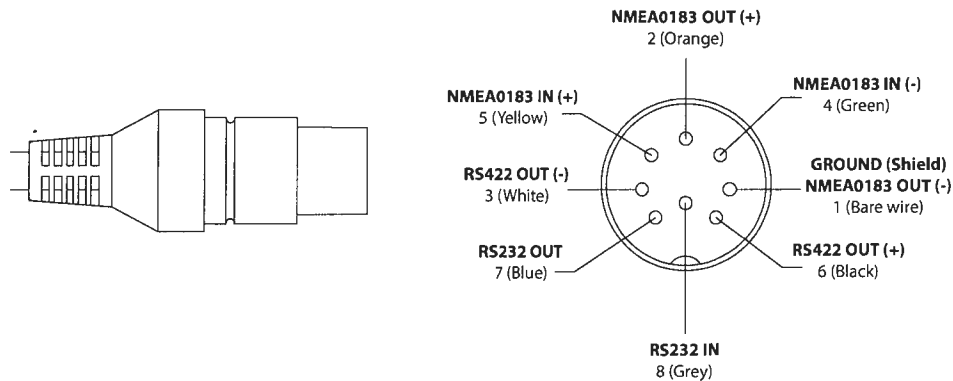 NMEA0183 OUT (+)
2 (Orange)
NMEA0183 IN (+)
5 (Yellow)
NMEA0183 IN (-)
4 (Green)
RS422 OUT (-)
3 (White)
GROUND (Shield)
NMEA0183 OUT (-)
1 (Bare wire)
RS232 OUT
7 (Blue)
RS422 OUT (+)
6 (Black)
RS232 IN
8 (Grey)